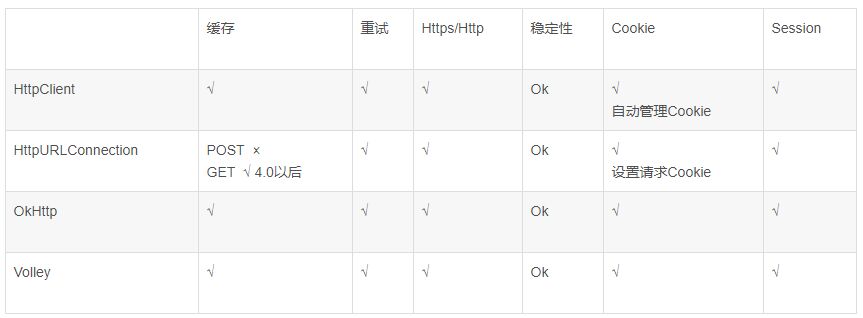 缓存 重试 Https/Http 稳定性 Cookie Session
HttpClient √ √ √ Ok √ √
自动管理Cookie
HttpURLConnection POST × √ √ Ok √ √
GET √ 4.0以后 设置请求Cookie
OkHttp √ √ √ Ok √ √
Volley √ √ √ Ok √ √